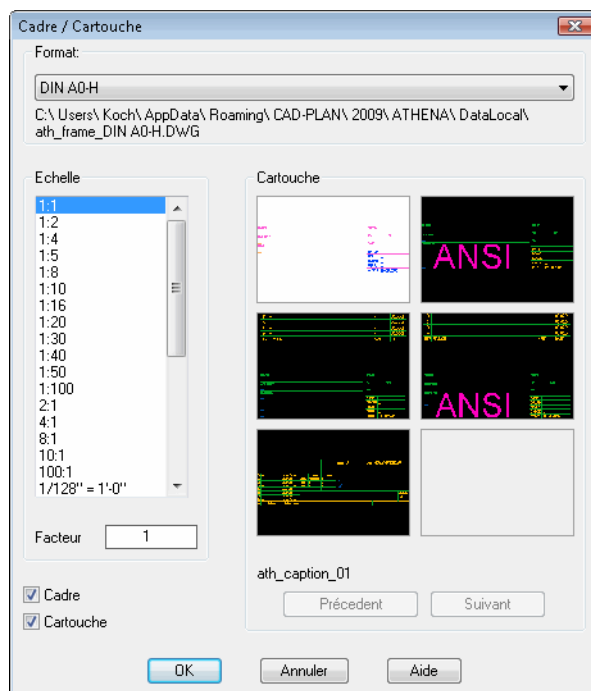 Cadre / Cartouche
Format:
DIN A0-H
C:\ Users\ Koch\ AppData\ Roaming\ CAD-PLAN\ 2009\ ATHENA\ DataLocal\
ath_frame_DIN A0-H.DWG
Echelle
1:1
1:2
1:4
1:5
1:8
1:10
1:16
1:20
1:30
1:40
1:50
1:100
2:1
4:1
8:1
10:1
100:1
1/128" = 1'-0"
Facteur
1
Cartouche
ANSI
ANSI
ath_caption_01
Précedent
Suivant
Cadre
Cartouche
OK
Annuler
Aide